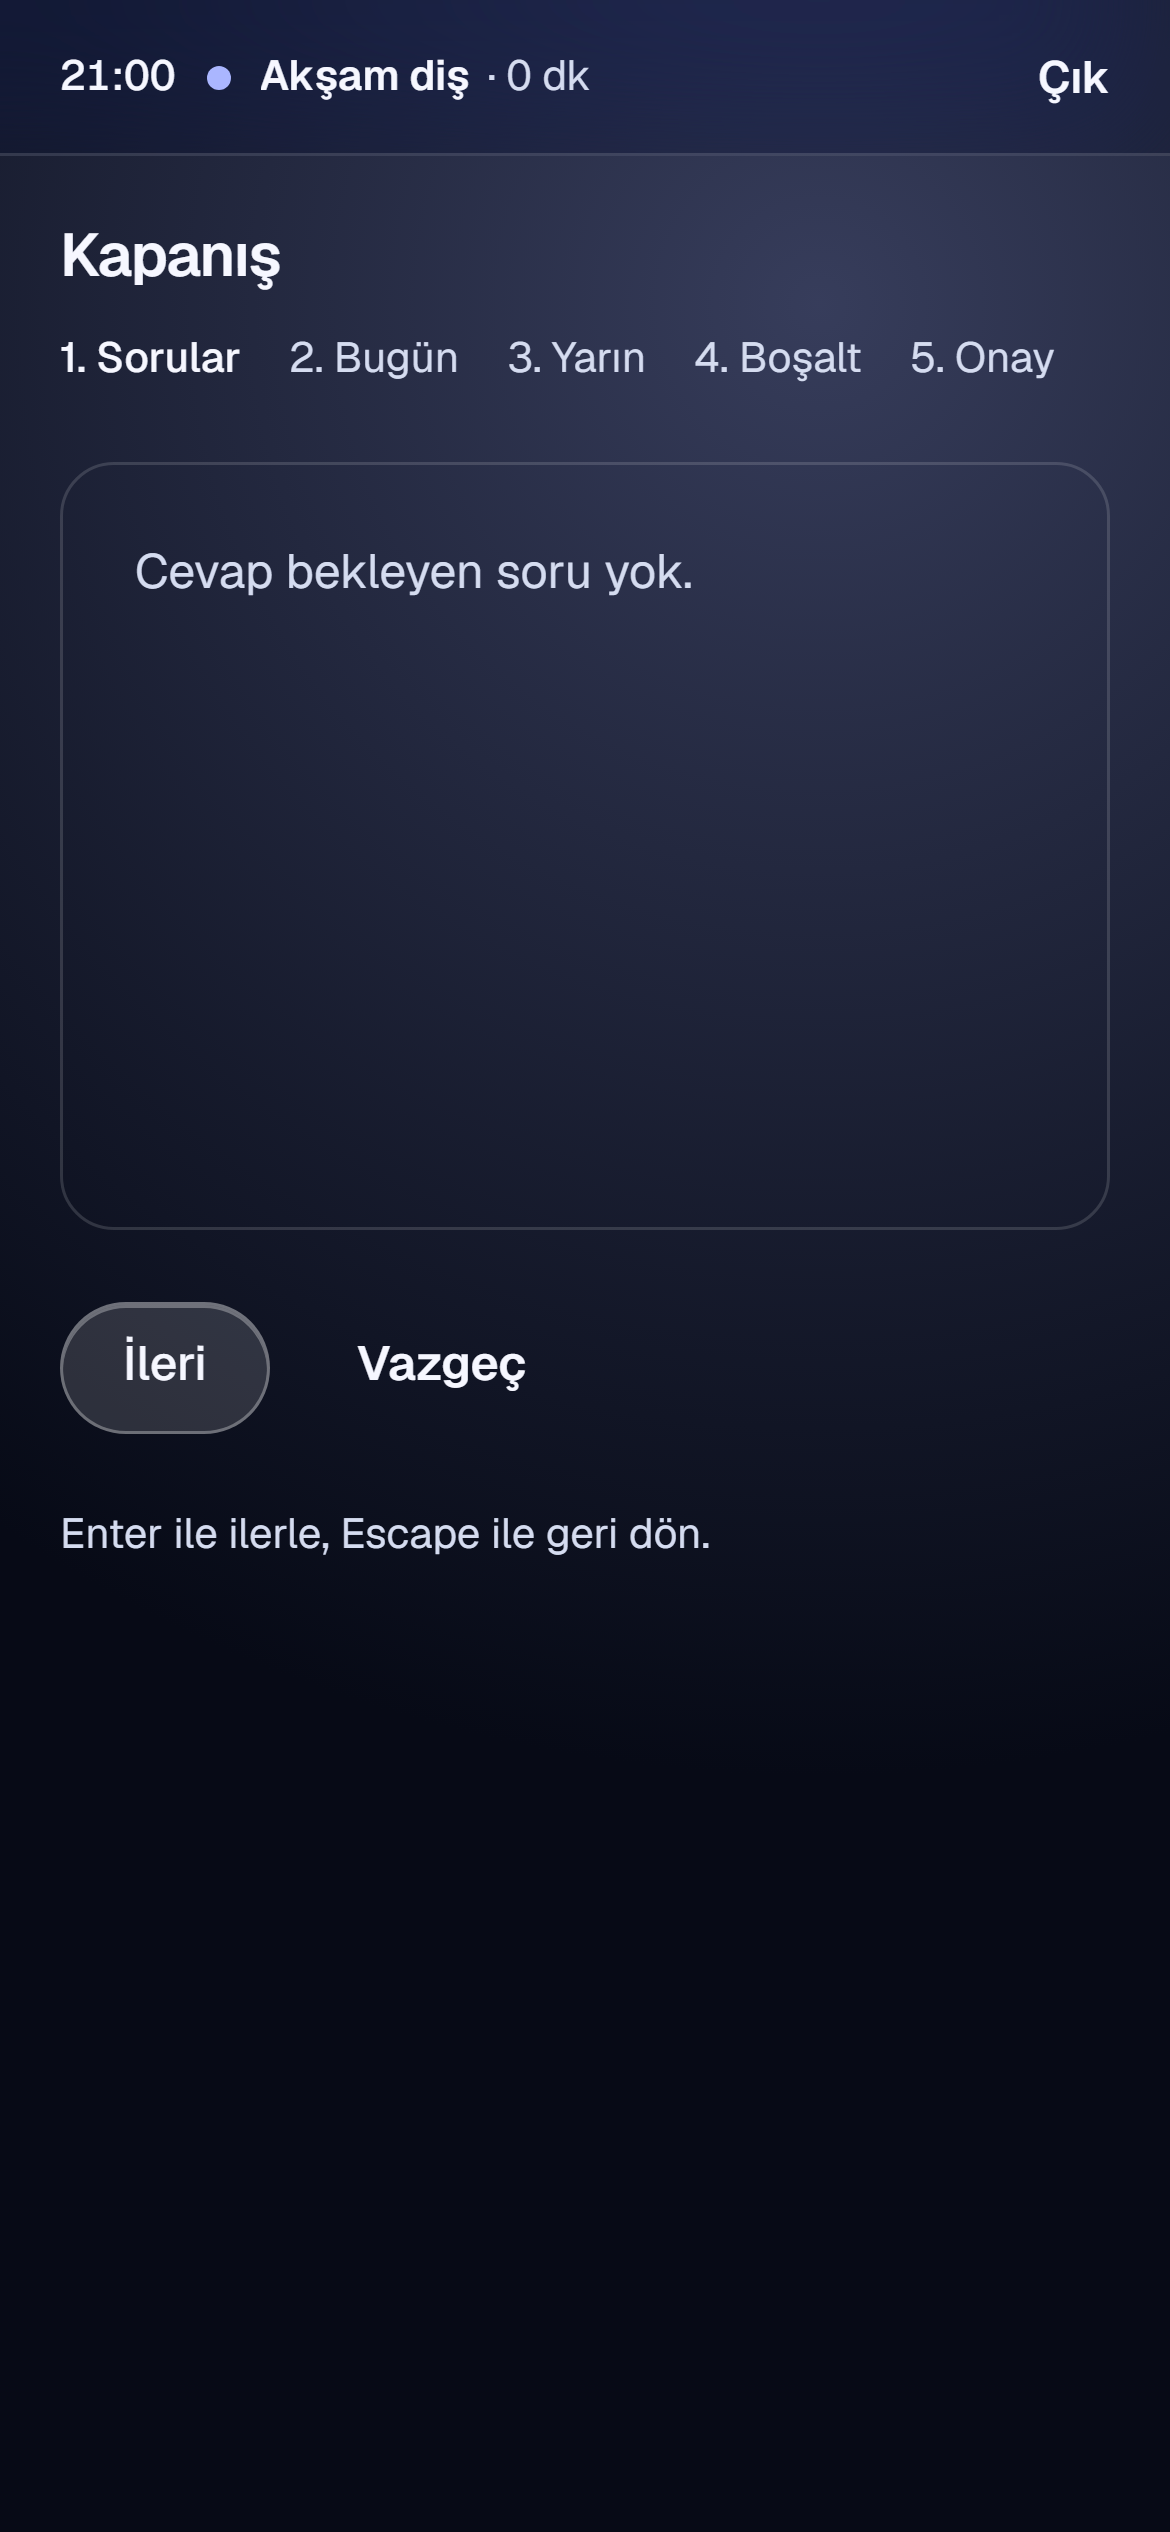 21:00 Akşam diş · 0 dk Çık
Kapanış
1. Sorular 2. Bugün 3. Yarın 4. Boşalt 5. Onay
Cevap bekleyen soru yok.
İleri Vazgeç
Enter ile ilerle, Escape ile geri dön.